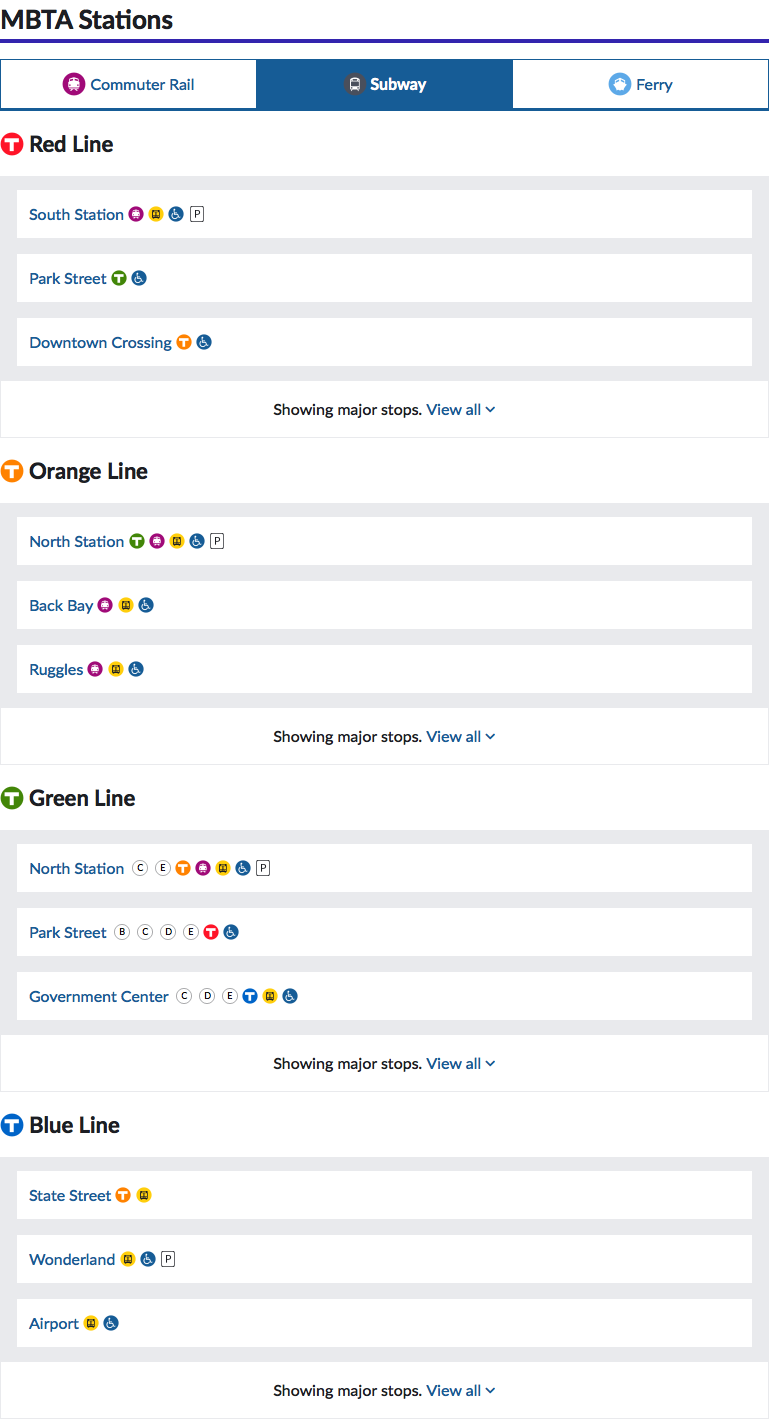 MBTA Stations
Commuter Rail Subway Ferry
T Red Line
South Station P
Park Street T
Downtown Crossing T
Showing major stops. View all
T Orange Line
North Station T P
Back Bay
Ruggles
Showing major stops. View all
T Green Line
North Station C E T P
Park Street B C D E T
Government Center C D E T
Showing major stops. View all
T Blue Line
State Street T
Wonderland P
Airport
Showing major stops. View all